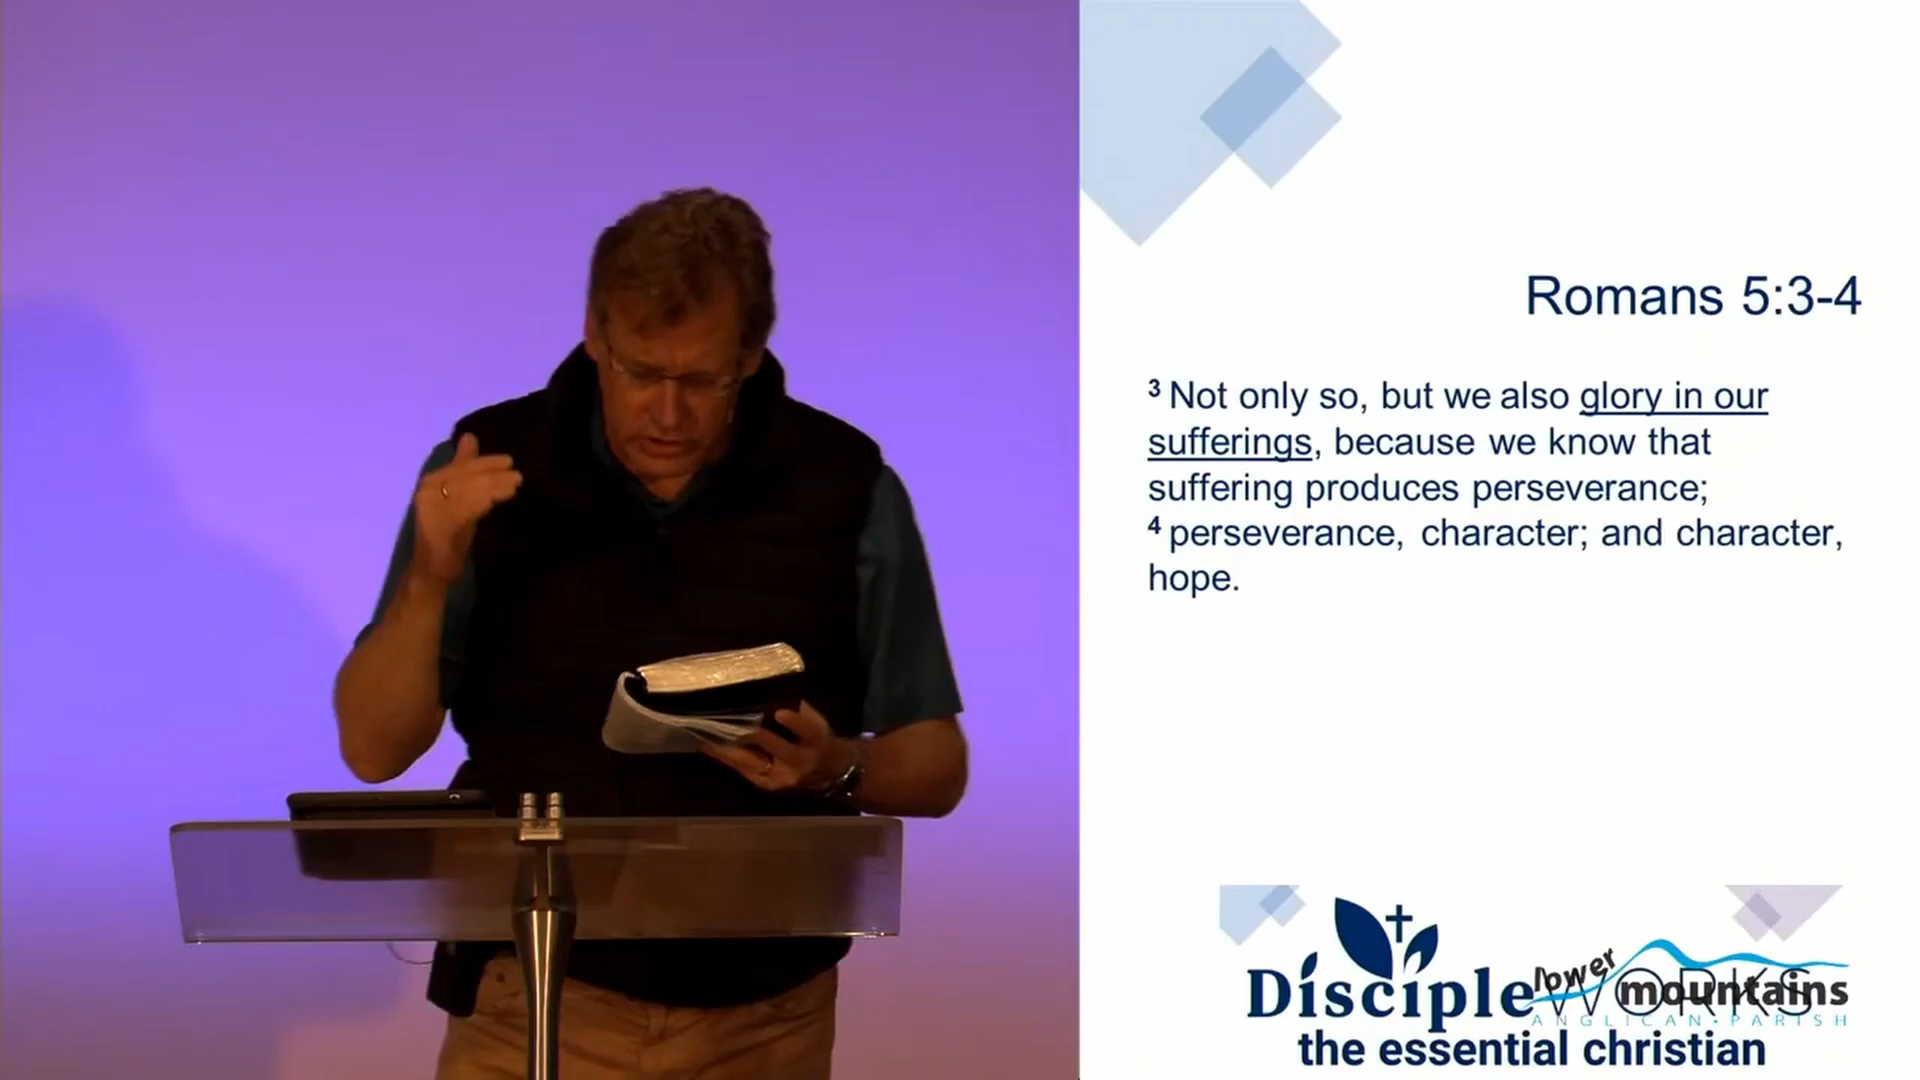 Romans 5:3-4
3 Not only so, but we also glory in our
sufferings, because we know that
suffering produces perseverance;
4 perseverance, character; and character,
hope.
Disciple
WORKS
lower
mountains
ANGLICAN·PARISH
the essential christian